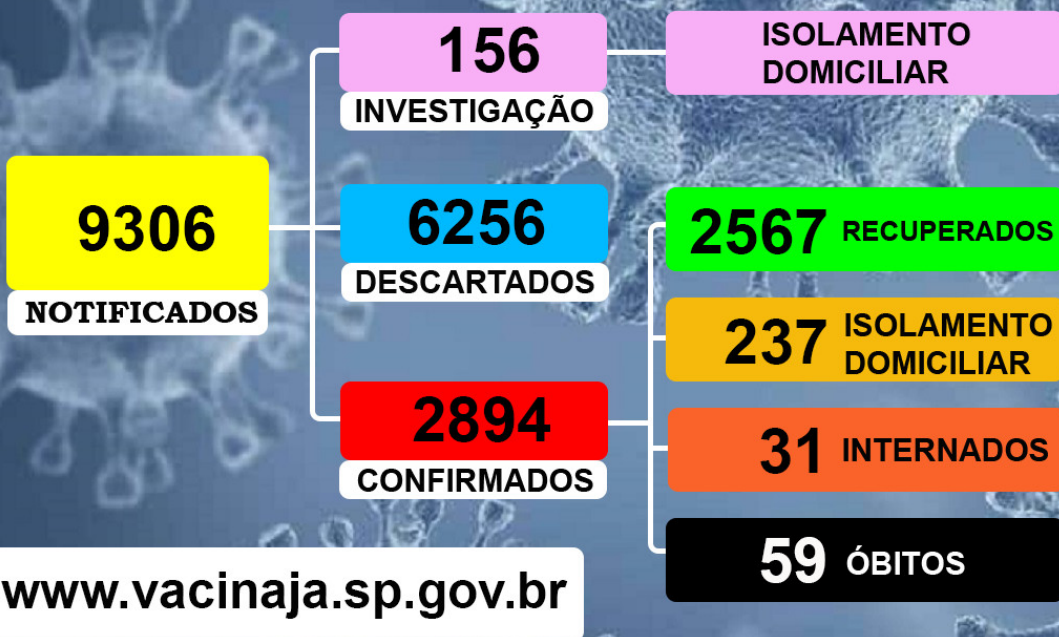 156
INVESTIGAÇÃO
ISOLAMENTO
DOMICILIAR
9306
NOTIFICADOS
6256
DESCARTADOS
2894
CONFIRMADOS
2567 RECUPERADOS
237 ISOLAMENTO
DOMICILIAR
31 INTERNADOS
59 ÓBITOS
www.vacinaja.sp.gov.br